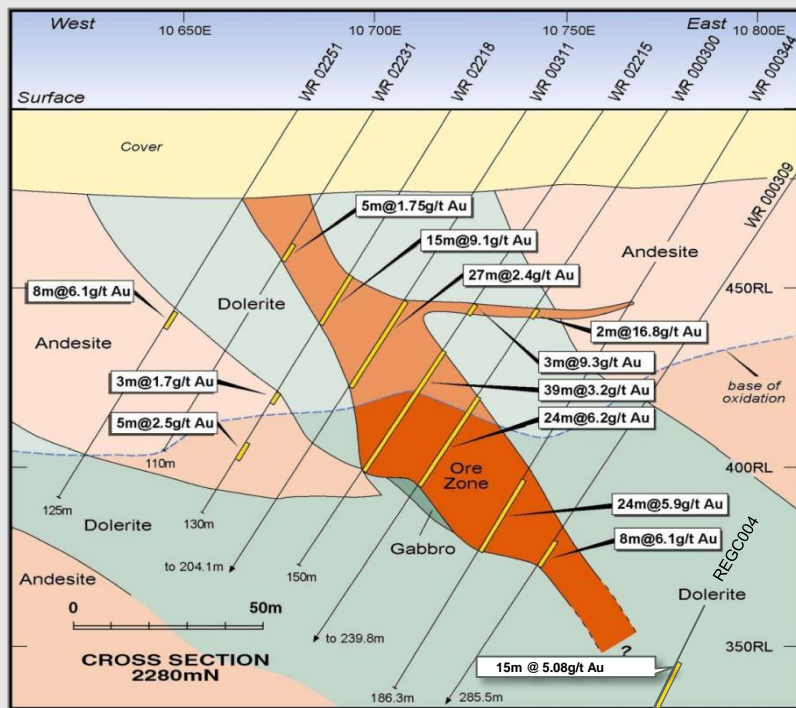 West
10 650E
10 700E
10 750E
East
10 800E
WR 02251
WR 02231
WR 02218
WR 00311
WR 02215
WR 000300
WR 000344
Surface
Cover
WR 000309
5m@1.75g/t Au
15m@9.1g/t Au
Andesite
27m@2.4g/t Au
8m@6.1g/t Au
Dolerite
450RL
2m@16.8g/t Au
Andesite
3m@9.3g/t Au
3m@1.7g/t Au
39m@3.2g/t Au
base of
oxidation
5m@2.5g/t Au
24m@6.2g/t Au
110m
Ore
Zone
400RL
125m
24m@5.9g/t Au
130m
Dolerite
8m@6.1g/t Au
Gabbro
to 204.1m
150m
REGC004
Andesite
Dolerite
0
50m
to 239.8m
350RL
?
CROSS SECTION
2280mN
15m @ 5.08g/t Au
186.3m
285.5m